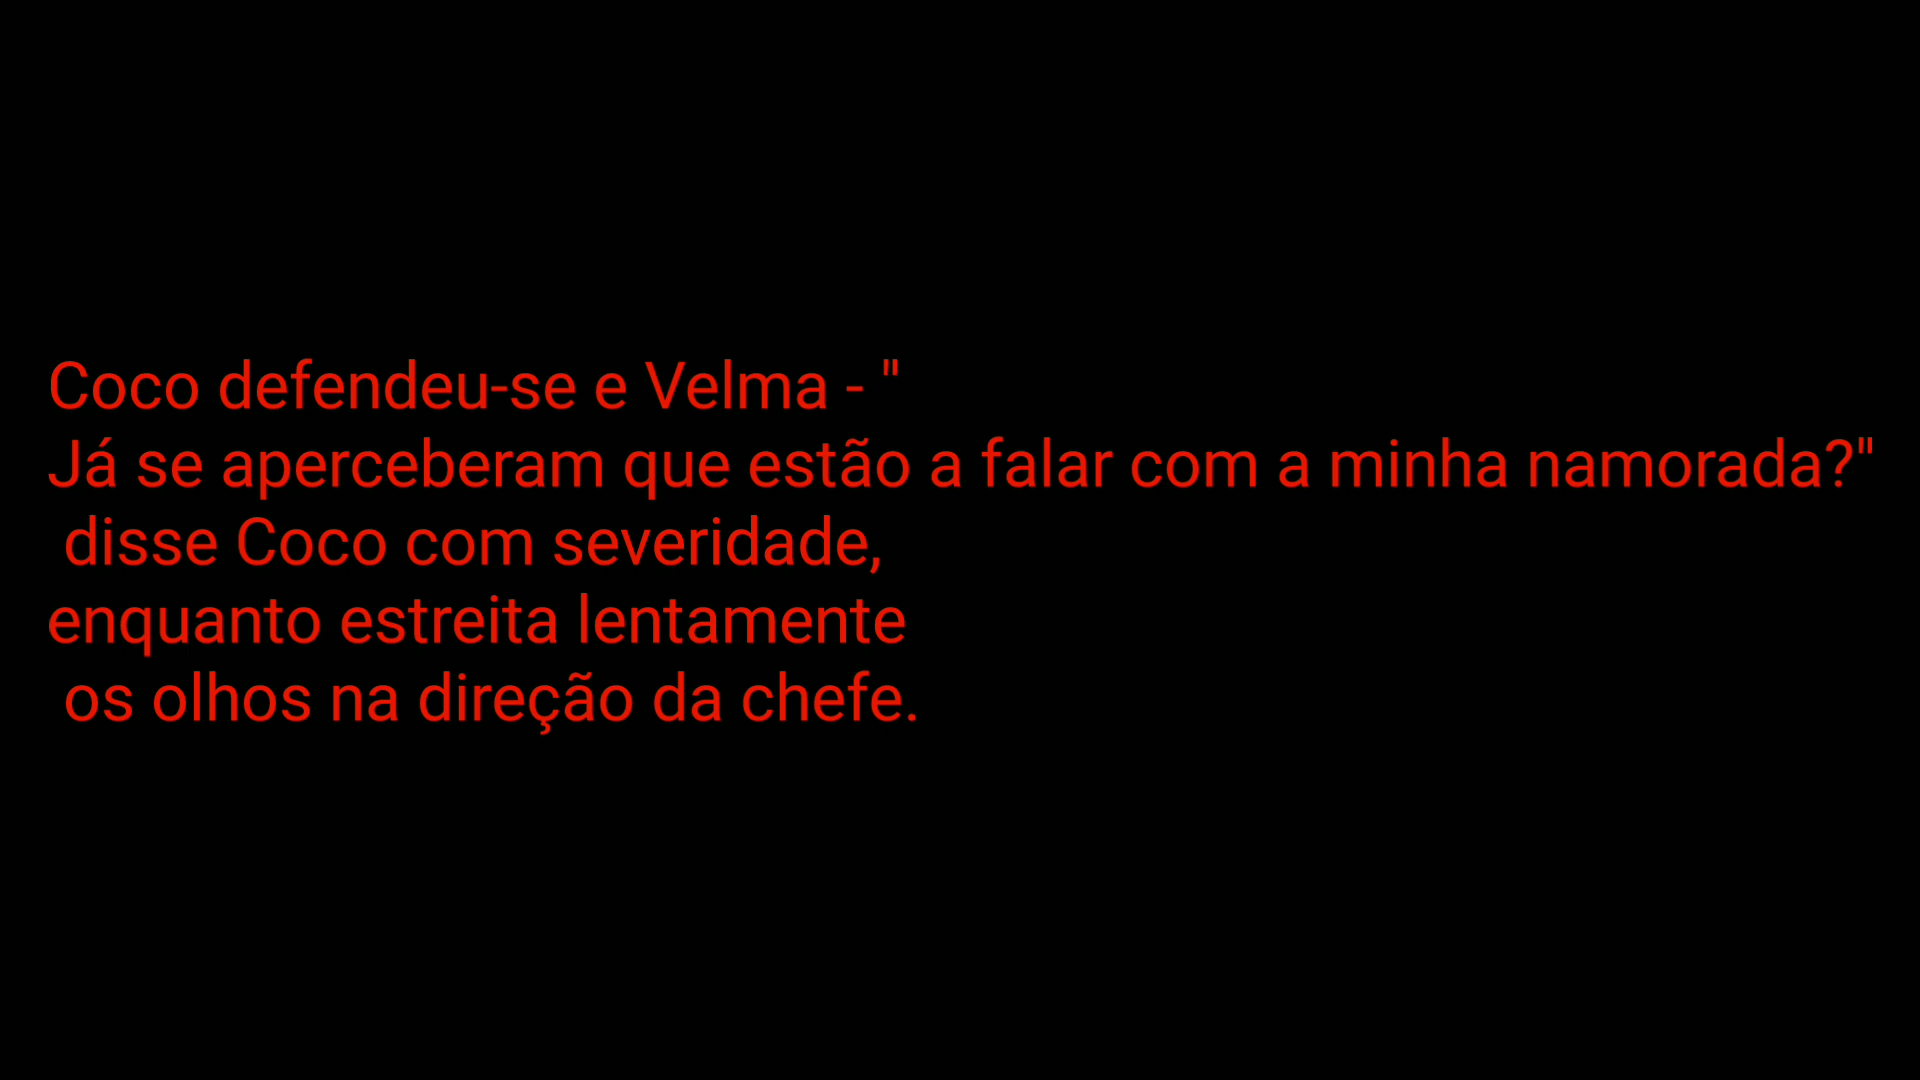 Coco defendeu-se e Velma - "
Já se aperceberam que estão a falar com a minha namorada?"
disse Coco com severidade,
enquanto estreita lentamente
os olhos na direção da chefe.